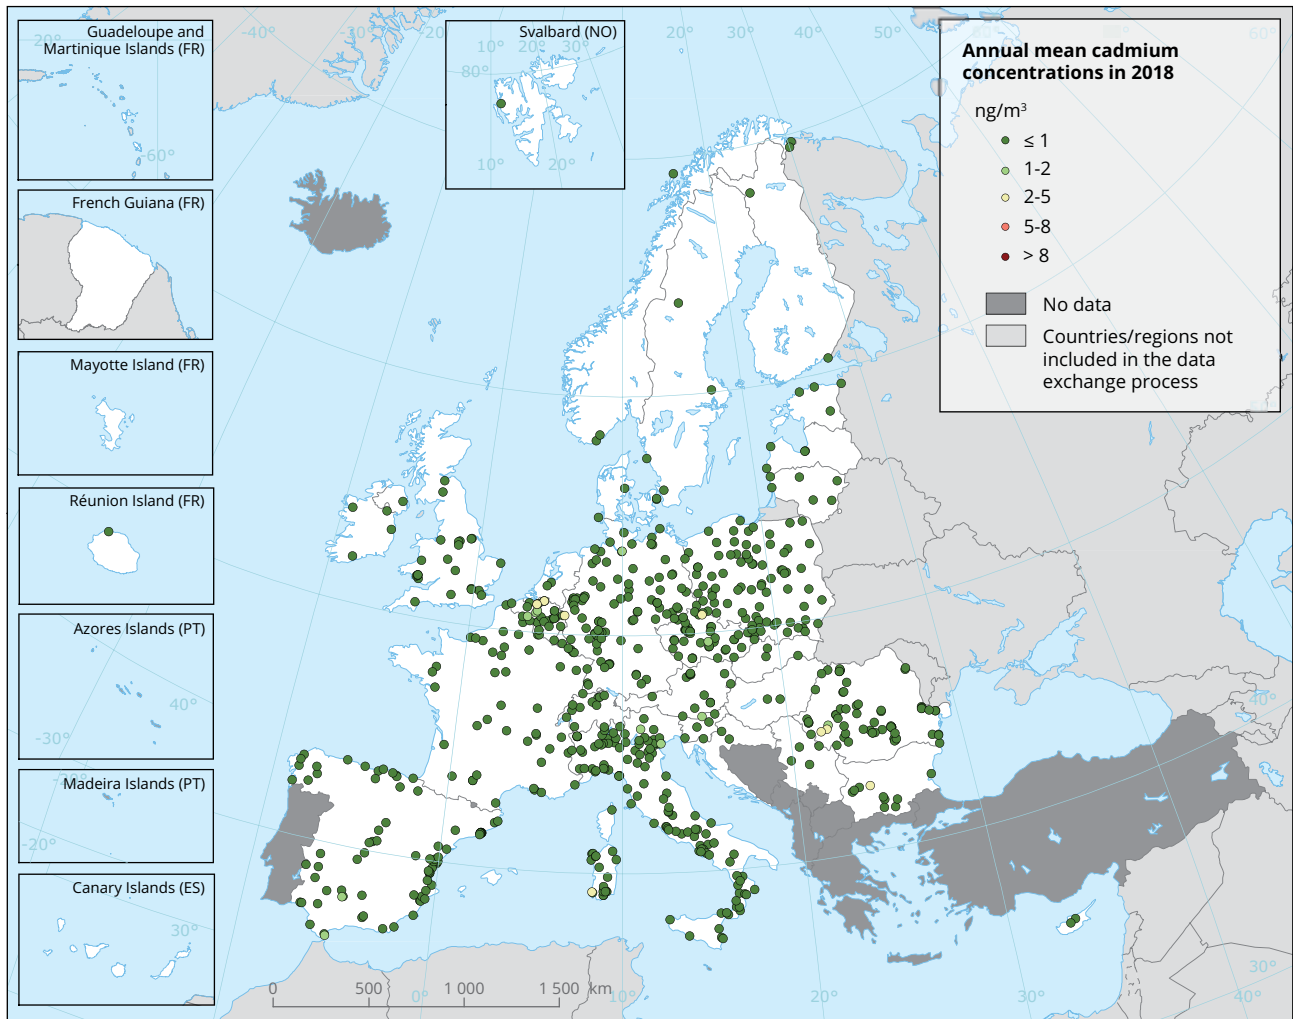 Guadeloupe and
Martinique Islands (FR)
20°
-60°
French Guiana (FR)
Mayotte Island (FR)
Réunion Island (FR)
Azores Islands (PT)
40°
-30°
Madeira Islands (PT)
-20°
Canary Islands (ES)
30°
-40°
-30°
-20°
Svalbard (NO)
10°
20°
30°
80°
10°
20°
20°
30°
40°
50°
60°
Annual mean cadmium
concentrations in 2018
ng/m³
≤ 1
1-2
2-5
5-8
> 8
No data
Countries/regions not
included in the data
exchange process
40°
30°
0
500
1 000
1 500
km
0°
10°
20°
30°
40°